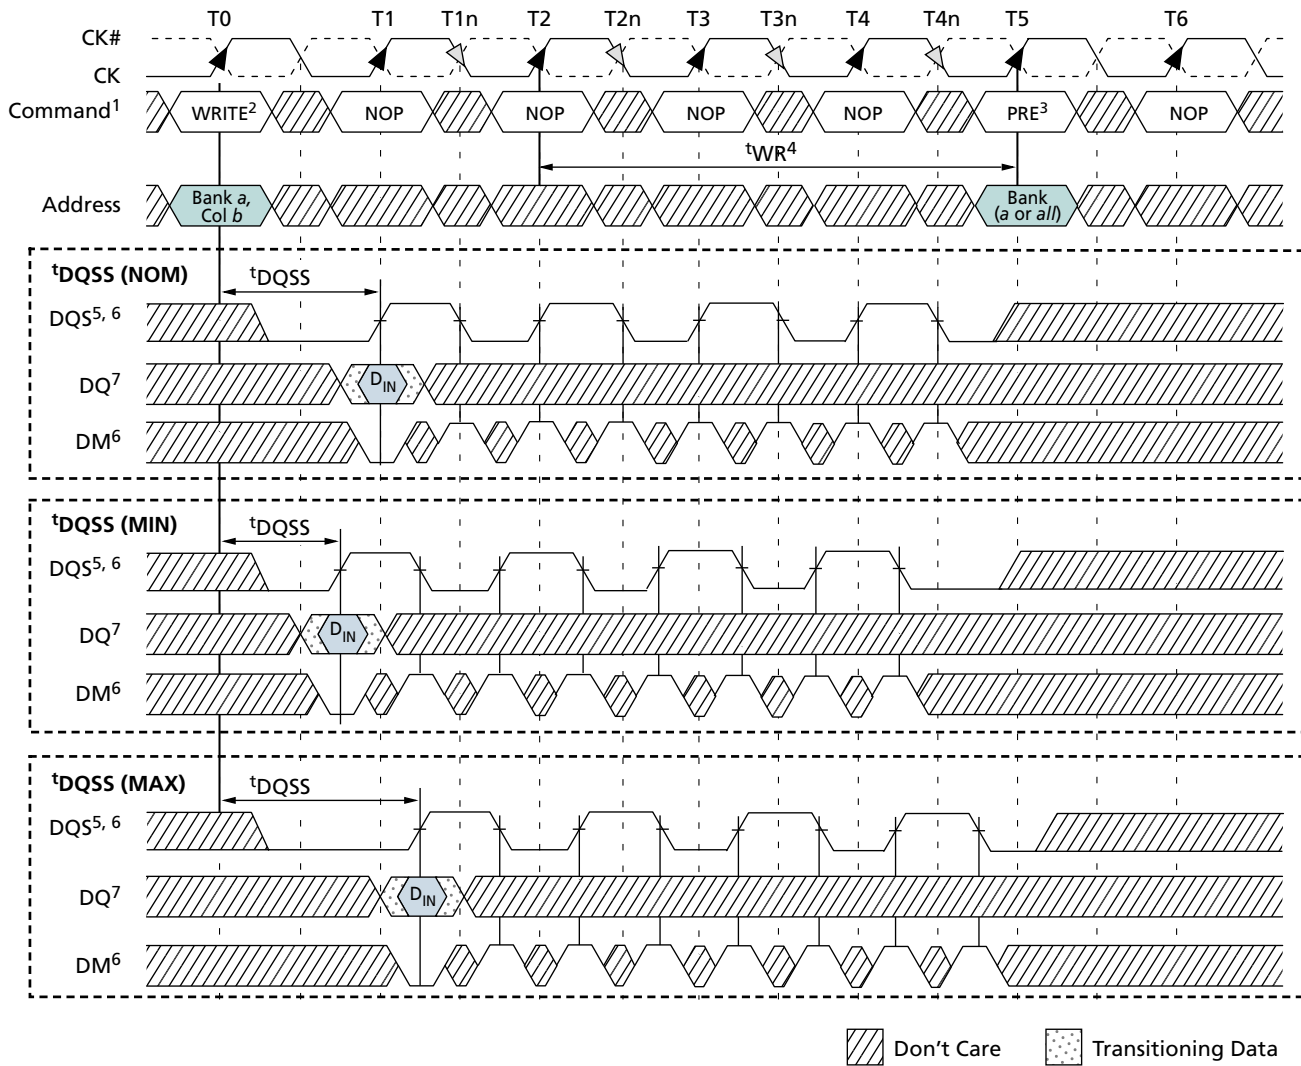 T0 T1 T1n T2 T2n T3 T3n T4 T4n T5 T6
CK#
CK
Command1 WRITE2 NOP NOP NOP NOP PRE3 NOP
tWR4
Address Bank a, Col b Bank (a or all)
tDQSS (NOM) tDQSS
DQS5, 6
DQ7 DIN
DM6
tDQSS (MIN) tDQSS
DQS5, 6
DQ7 DIN
DM6
tDQSS (MAX) tDQSS
DQS5, 6
DQ7 DIN
DM6
Don't Care Transitioning Data